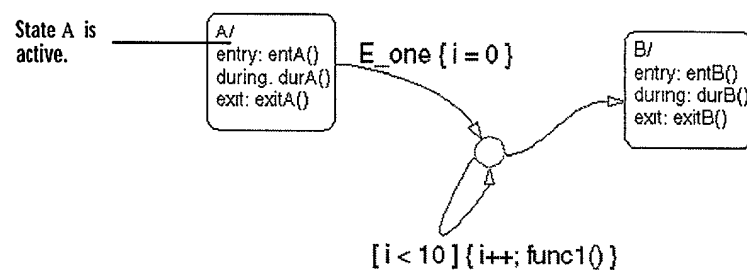 State A is
active.
A/
entry: entA()
during. durA()
exit: exitA()
E_one { i = 0 }
B/
entry: entB()
during: durB()
exit: exitB()
[ i < 10 ] { i++; func1() }